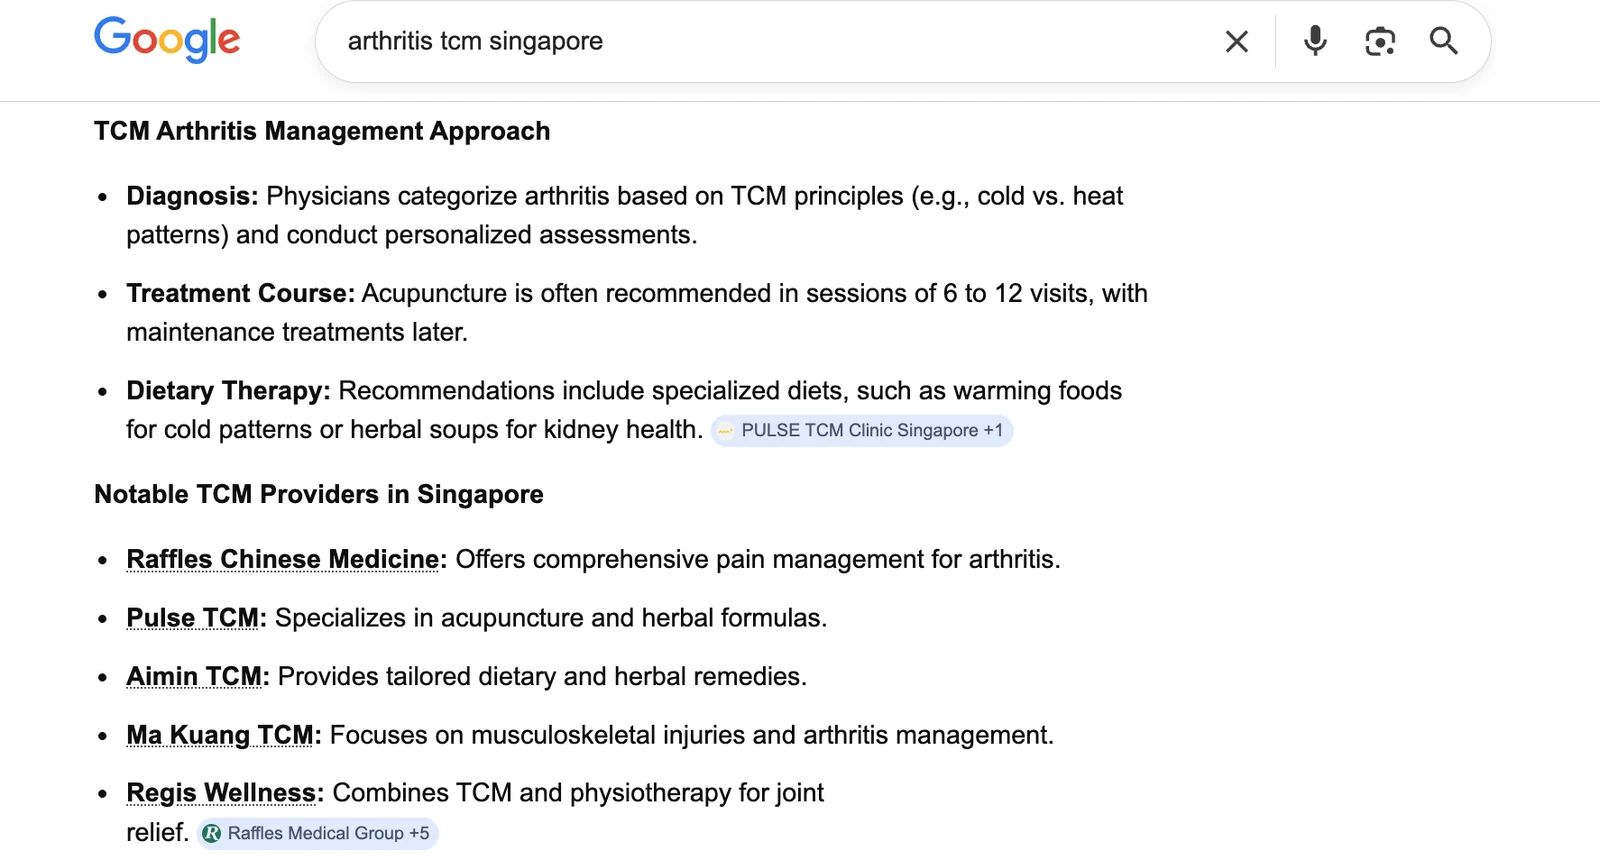 Google
arthritis tcm singapore
TCM Arthritis Management Approach
Diagnosis: Physicians categorize arthritis based on TCM principles (e.g., cold vs. heat
patterns) and conduct personalized assessments.
Treatment Course: Acupuncture is often recommended in sessions of 6 to 12 visits, with
maintenance treatments later.
Dietary Therapy: Recommendations include specialized diets, such as warming foods
for cold patterns or herbal soups for kidney health. PULSE TCM Clinic Singapore +1
Notable TCM Providers in Singapore
Raffles Chinese Medicine: Offers comprehensive pain management for arthritis.
Pulse TCM: Specializes in acupuncture and herbal formulas.
Aimin TCM: Provides tailored dietary and herbal remedies.
Ma Kuang TCM: Focuses on musculoskeletal injuries and arthritis management.
Regis Wellness: Combines TCM and physiotherapy for joint
relief. R Raffles Medical Group +5